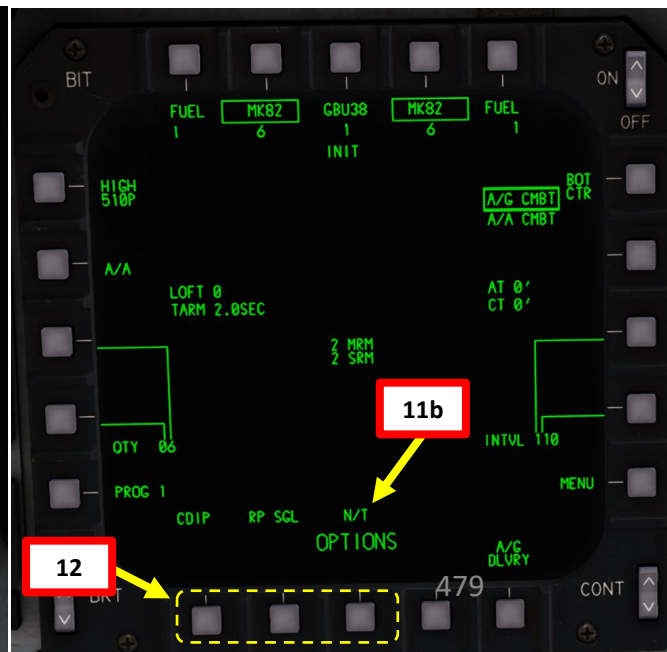 BIT
ON
OFF
FUEL MK82 GBU38 MK82 FUEL
1 6 1 6 1
INIT
HIGH
510P
BOT
CTR
A/G CMBT
A/A CMBT
A/A
LOFT 0
TARM 2.0SEC
AT 0'
CT 0'
2 MRM
2 SRM
11b
QTY 06
INTVL 110
PROG 1
MENU
CDIP RP SGL N/T
OPTIONS
A/G
DLVRY
12
BRT
479
CONT